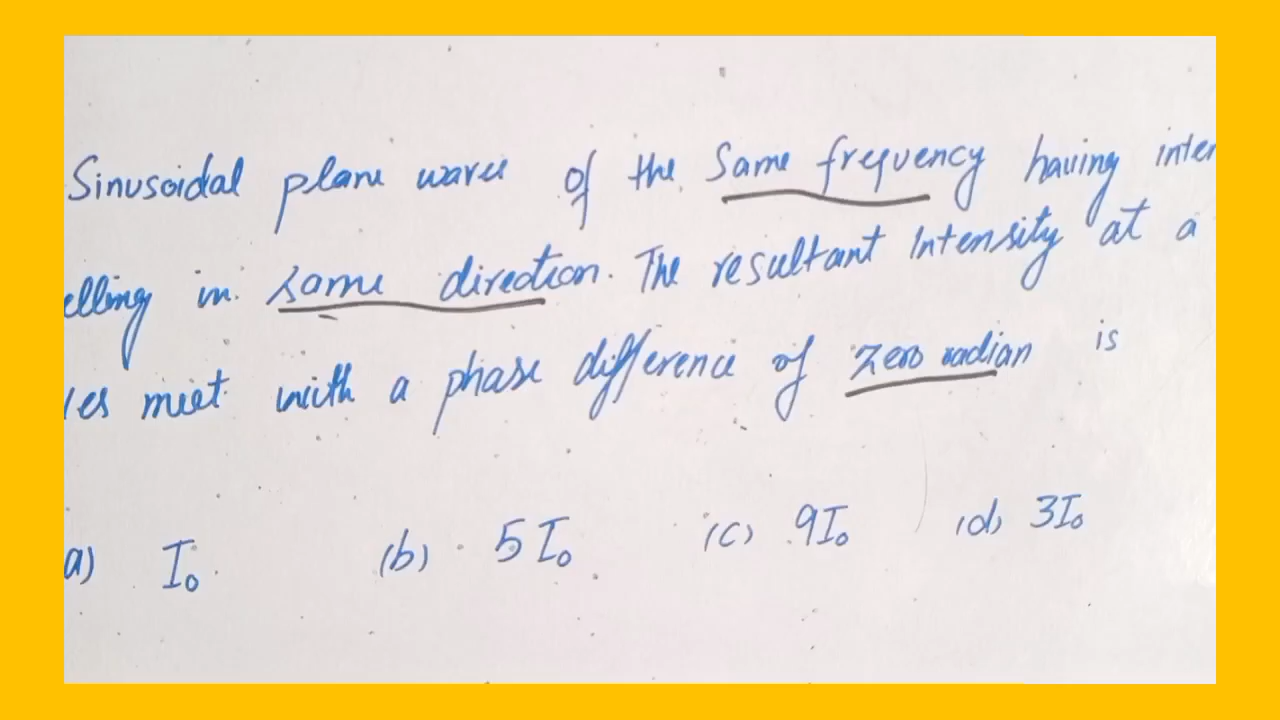 Sinusoidal plane waves of the Same frequency having inten
elling in same direction. The resultant Intensity at a
es meet with a phase difference of zero radian is
a) I₀ (b) 5I₀ (c) 9I₀ (d) 3I₀